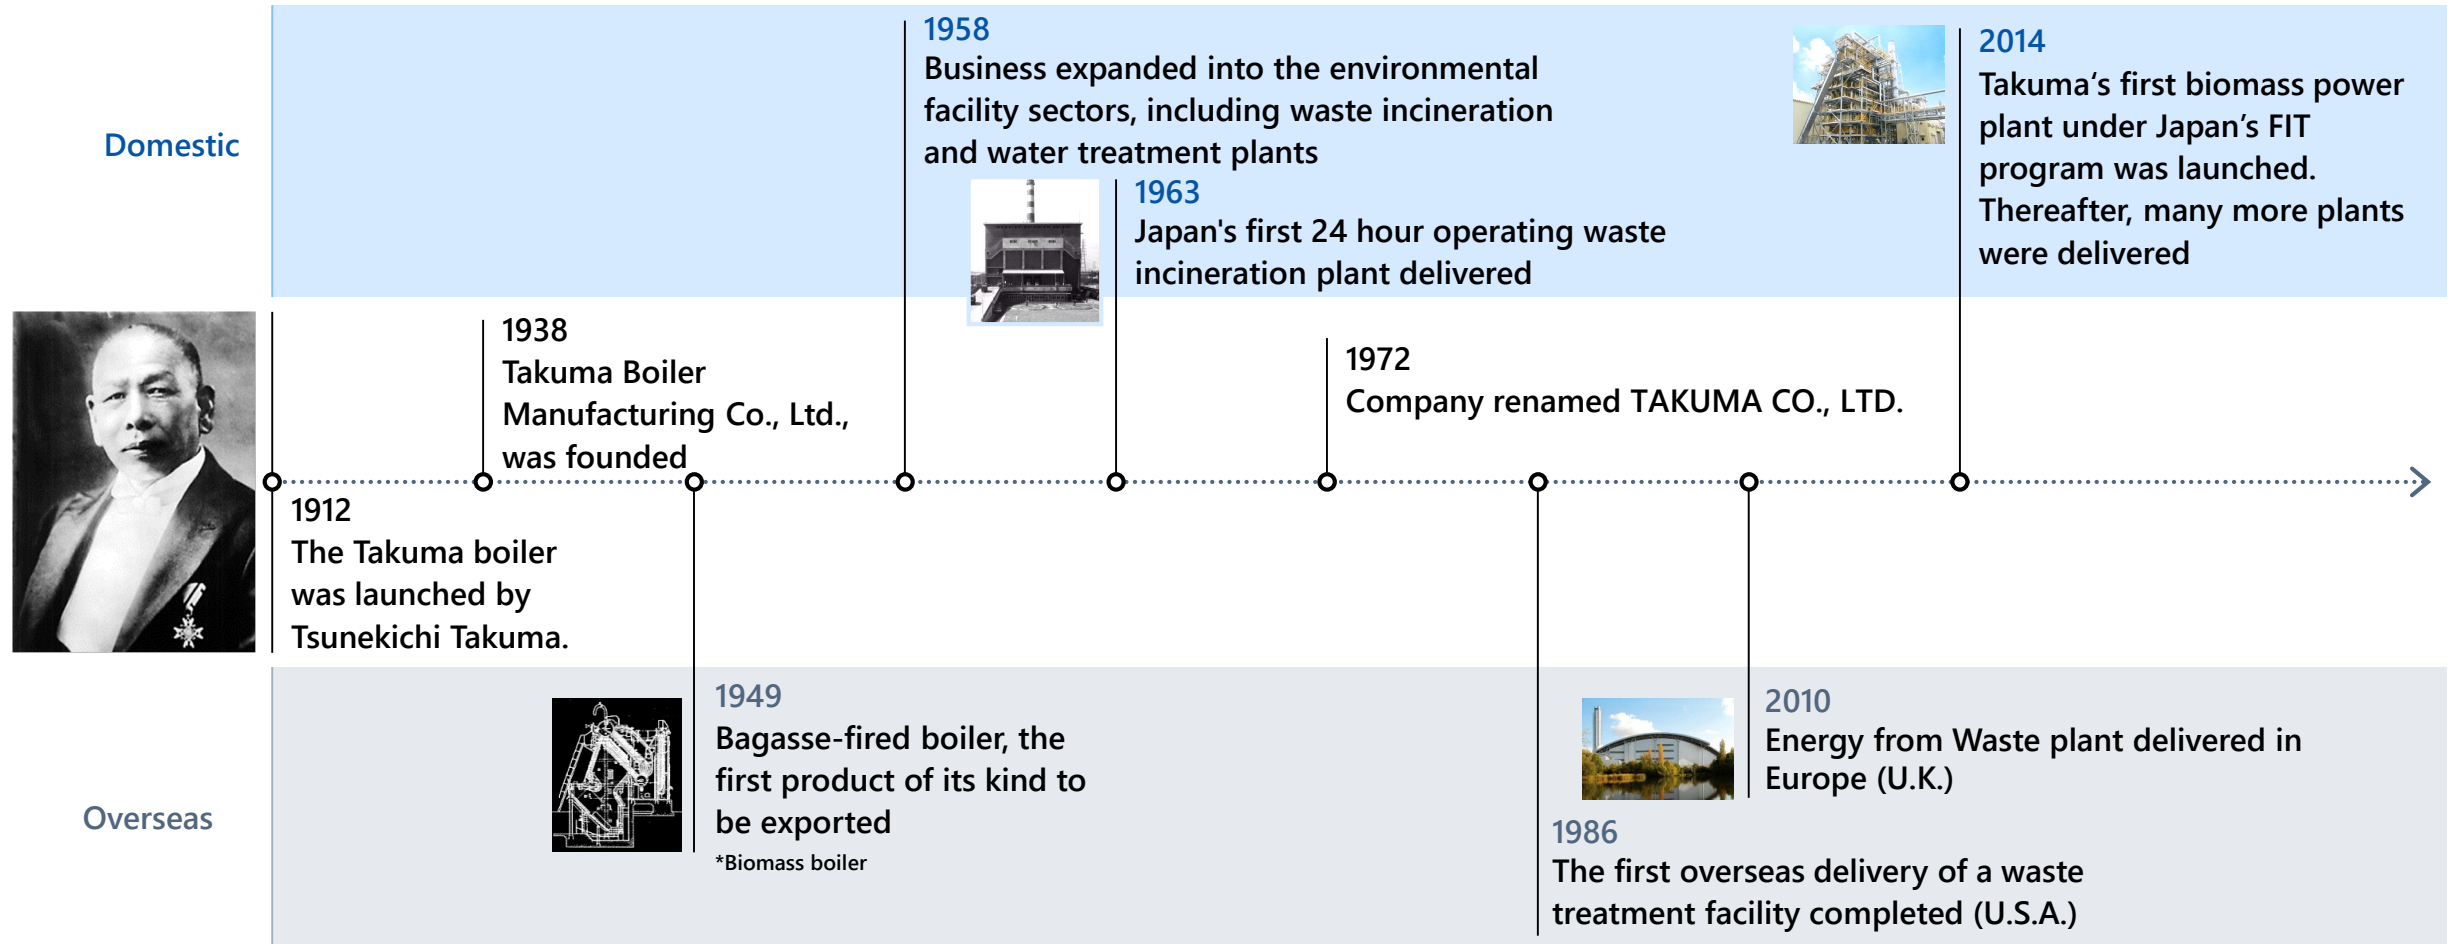 Domestic
1958
Business expanded into the environmental
facility sectors, including waste incineration
and water treatment plants
1963
Japan's first 24 hour operating waste
incineration plant delivered
2014
Takuma‘s first biomass power
plant under Japan’s FIT
program was launched.
Thereafter, many more plants
were delivered
1938
Takuma Boiler
Manufacturing Co., Ltd.,
was founded
1972
Company renamed TAKUMA CO., LTD.
1912
The Takuma boiler
was launched by
Tsunekichi Takuma.
Overseas
1949
Bagasse-fired boiler, the
first product of its kind to
be exported
*Biomass boiler
2010
Energy from Waste plant delivered in
Europe (U.K.)
1986
The first overseas delivery of a waste
treatment facility completed (U.S.A.)